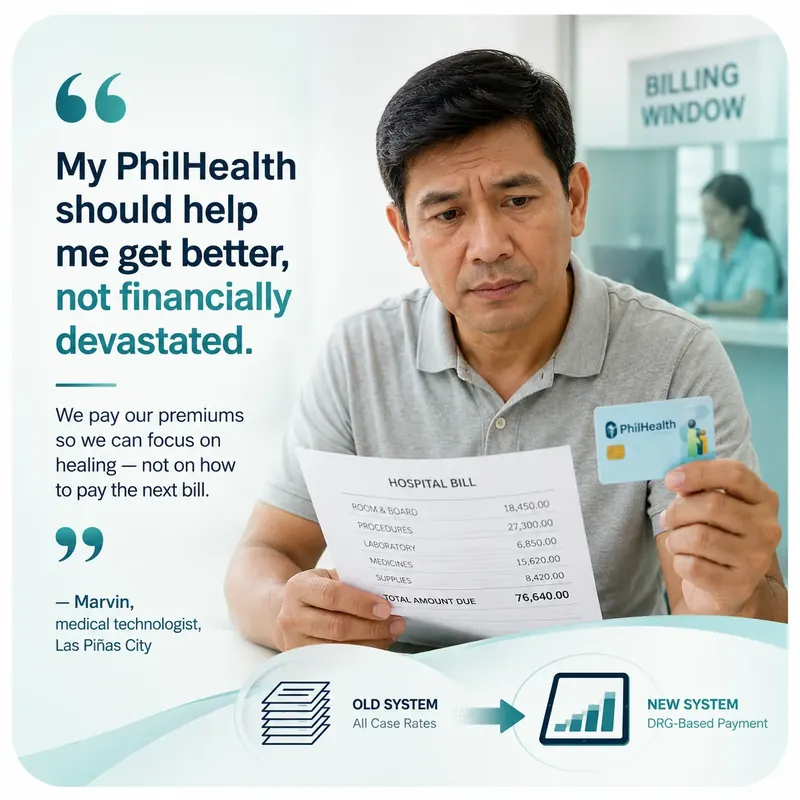 “
My PhilHealth
should help
me get better,
not financially
devastated.
We pay our premiums
so we can focus on
healing — not on how
to pay the next bill.
”
— Marvin,
medical technologist,
Las Piñas City
BILLING
WINDOW
PhilHealth
HOSPITAL BILL
ROOM & BOARD 18,450.00
PROCEDURES 27,300.00
LABORATORY 6,850.00
MEDICINES 15,620.00
SUPPLIES 8,420.00
TOTAL AMOUNT DUE 76,640.00
OLD SYSTEM
All Case Rates
NEW SYSTEM
DRG-Based Payment